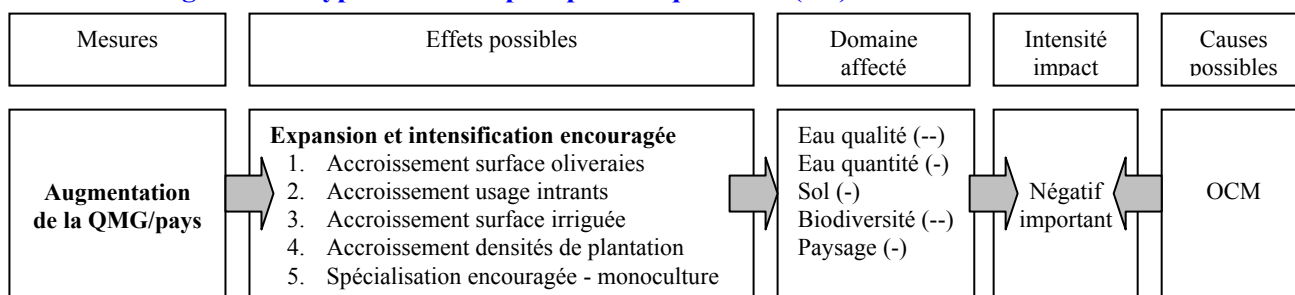 Mesures
Effets possibles
Domaine
affecté
Intensité
impact
Causes
possibles
Augmentation
de la QMG/pays
Expansion et intensification encouragée
1. Accroissement surface oliveraies
2. Accroissement usage intrants
3. Accroissement surface irriguée
4. Accroissement densités de plantation
5. Spécialisation encouragée - monoculture
Eau qualité (--)
Eau quantité (-)
Sol (-)
Biodiversité (--)
Paysage (-)
Négatif
important
OCM